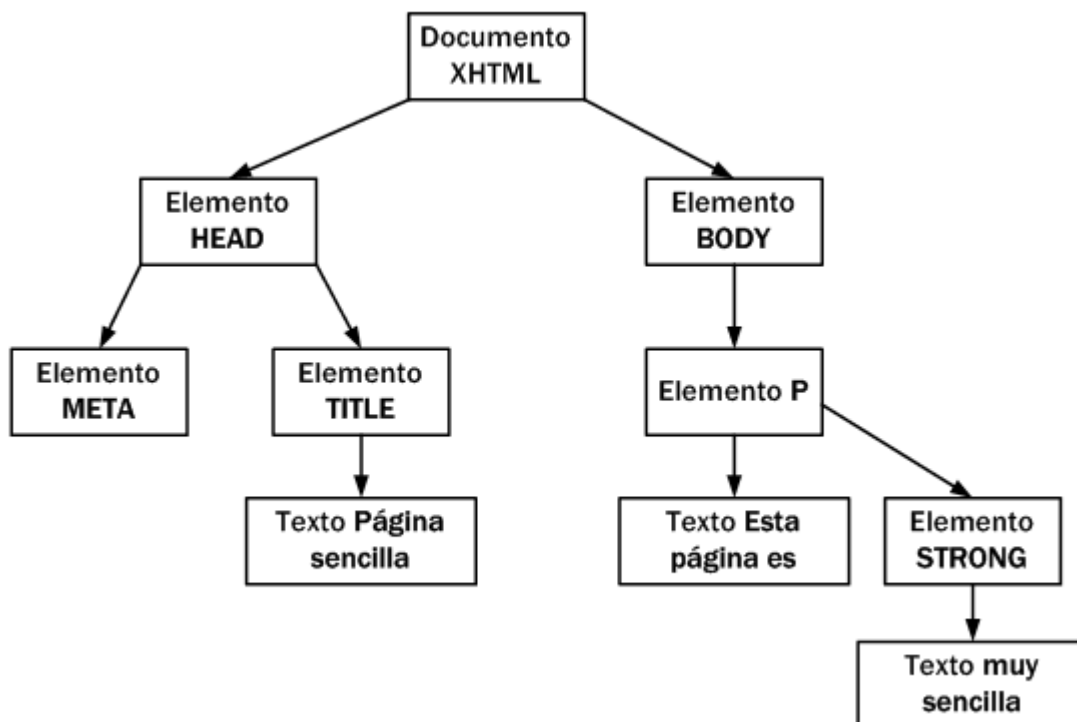 Documento
XHTML
Elemento
HEAD
Elemento
BODY
Elemento
META
Elemento
TITLE
Elemento P
Texto Página
sencilla
Texto Esta
página es
Elemento
STRONG
Texto muy
sencilla